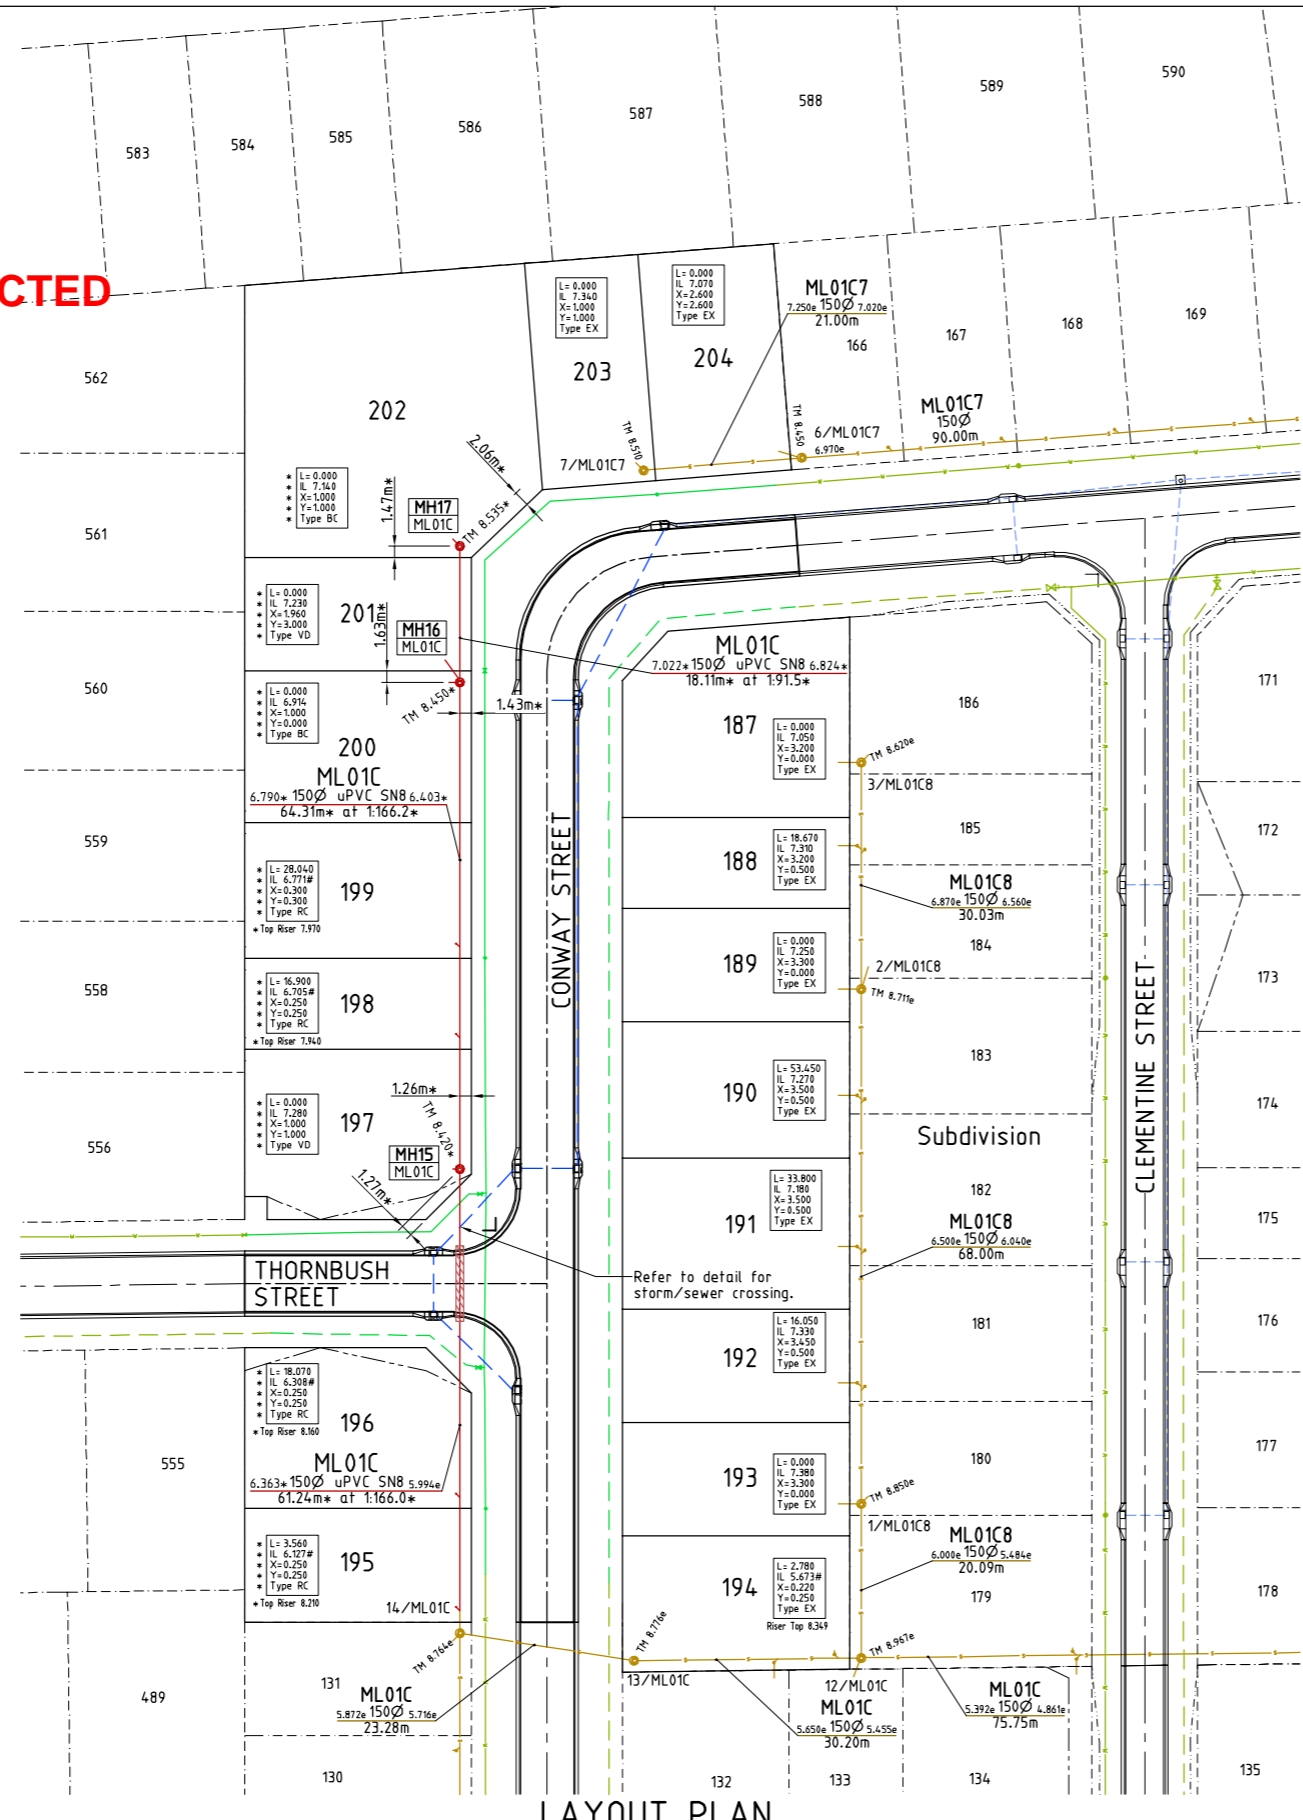 583
584
585
586
587
588
589
590
CTED
562
202
L= 0.000
IL 7.340
X=1.000
Y=1.000
Type EX
203
L= 0.000
IL 7.070
X=2.600
Y=2.600
Type EX
204
ML01C7
7.250e 150Ø 7.020e
21.00m
166
167
168
169
ML01C7
150Ø
90.00m
TM 8.510
7/ML01C7
TM 8.450
6/ML01C7
6.970e
2.06m*
561
* L= 0.000
* IL 7.140
* X=1.000
* Y=1.000
* Type BC
1.47m*
MH17
ML01C
TM 8.535*
* L= 0.000
* IL 7.230
* X=1.960
* Y=3.000
* Type VD
201
1.63m*
MH16
ML01C
ML01C
7.022* 150Ø uPVC SN8 6.824*
18.11m* at 1:91.5*
560
* L= 0.000
* IL 6.914
* X=1.000
* Y=0.000
* Type BC
TM 8.450*
1.43m*
200
ML01C
6.790* 150Ø uPVC SN8 6.403*
64.31m* at 1:166.2*
187
L= 0.000
IL 7.050
X=3.200
Y=0.000
Type EX
TM 8.620e
3/ML01C8
186
171
559
* L= 28.040
* IL 6.771#
* X=0.300
* Y=0.300
* Type RC
* Top Riser 7.970
199
CONWAY STREET
188
L= 18.670
IL 7.310
X=3.200
Y=0.500
Type EX
185
172
ML01C8
6.870e 150Ø 6.560e
30.03m
184
558
* L= 16.900
* IL 6.705#
* X=0.250
* Y=0.250
* Type RC
* Top Riser 7.940
198
189
L= 0.000
IL 7.250
X=3.300
Y=0.000
Type EX
2/ML01C8
TM 8.711e
CLEMENTINE STREET
173
556
* L= 0.000
* IL 7.280
* X=1.000
* Y=1.000
* Type VD
197
1.26m*
TM 8.420*
MH15
ML01C
1.27m*
190
L= 53.450
IL 7.270
X=3.500
Y=0.500
Type EX
183
Subdivision
174
191
L= 33.800
IL 7.180
X=3.500
Y=0.500
Type EX
182
ML01C8
6.500e 150Ø 6.040e
68.00m
175
THORNBUSH
STREET
Refer to detail for
storm/sewer crossing.
192
L= 16.050
IL 7.330
X=3.450
Y=0.500
Type EX
181
176
555
* L= 18.070
* IL 6.308#
* X=0.250
* Y=0.250
* Type RC
* Top Riser 8.160
196
ML01C
6.363* 150Ø uPVC SN8 5.994e
61.24m* at 1:166.0*
193
L= 0.000
IL 7.380
X=3.300
Y=0.000
Type EX
TM 8.850e
1/ML01C8
180
177
* L= 3.560
* IL 6.127#
* X=0.250
* Y=0.250
* Type RC
* Top Riser 8.210
195
14/ML01C
194
L= 2.780
IL 5.673#
X=0.220
Y=0.250
Type EX
Riser Top 8.349
ML01C8
6.000e 150Ø 5.484e
20.09m
179
178
TM 8.764e
TM 8.776e
TM 8.967e
13/ML01C
12/ML01C
489
131
ML01C
5.872e 150Ø 5.716e
23.28m
ML01C
5.650e 150Ø 5.455e
30.20m
ML01C
5.392e 150Ø 4.861e
75.75m
130
132
133
134
135
LAYOUT PLAN